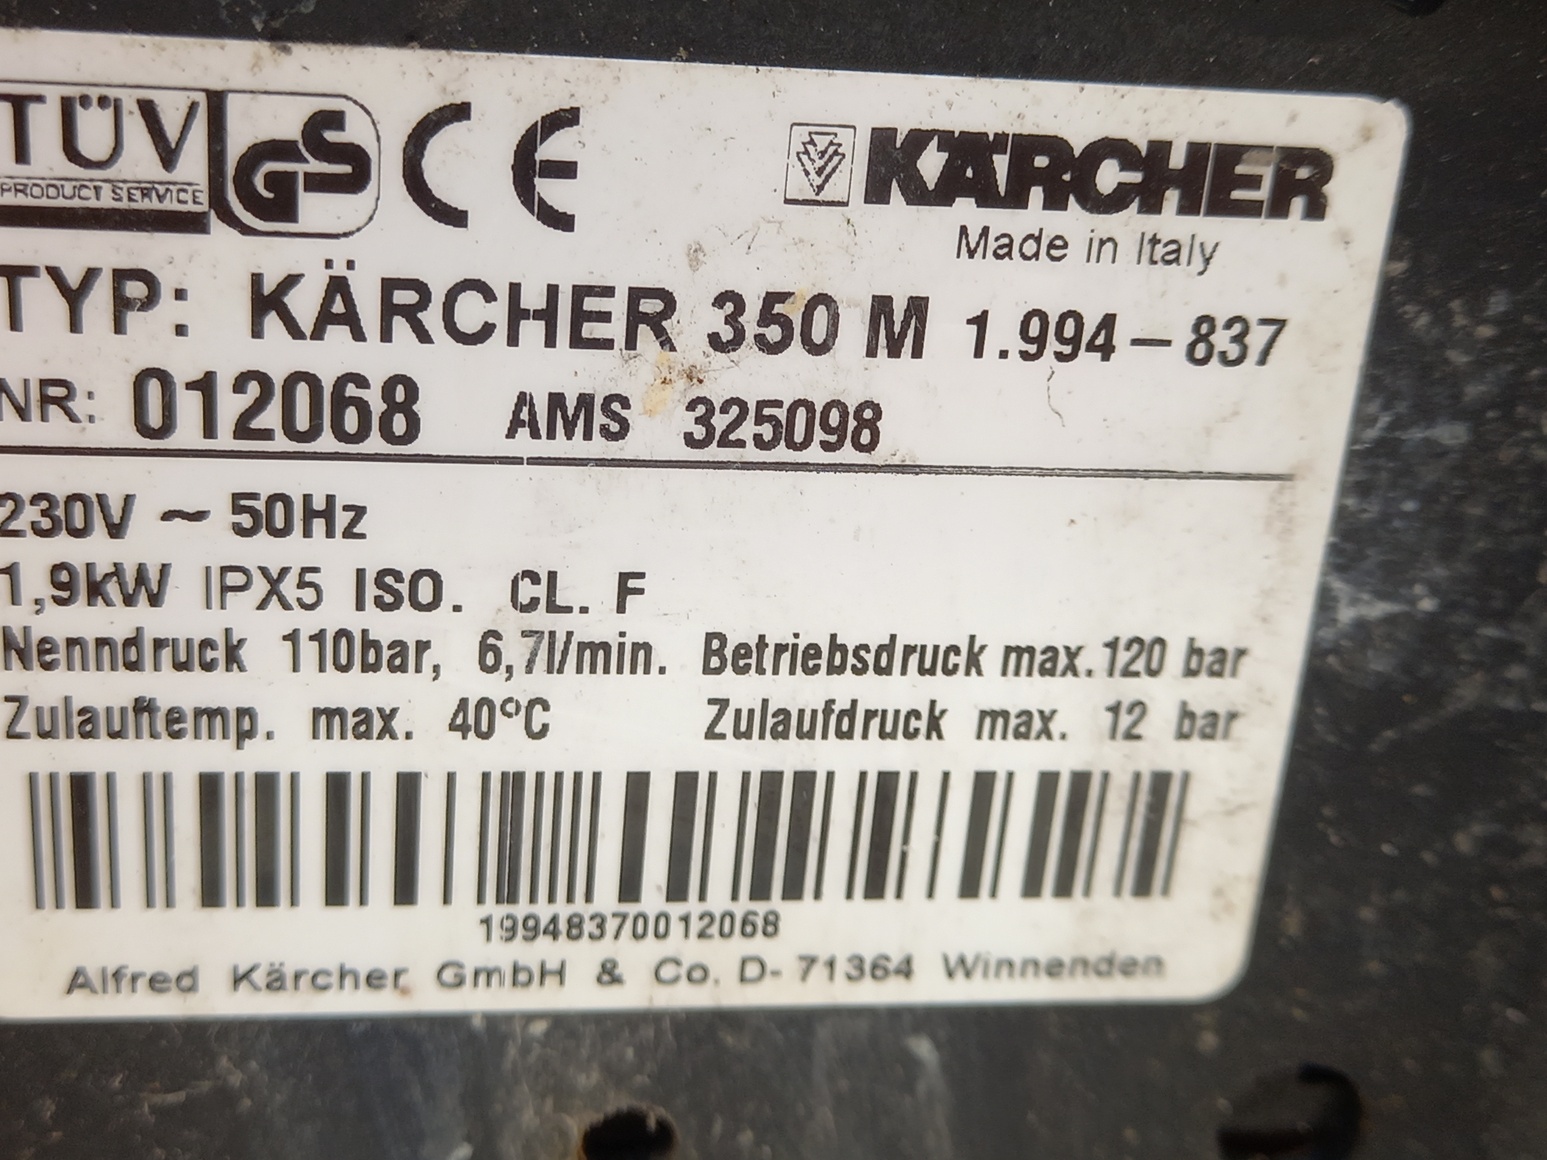 TÜV
PRODUCT SERVICE
GS CE KÄRCHER
Made in Italy
TYP: KÄRCHER 350 M 1.994-837
NR: 012068 AMS 325098
230V ~ 50Hz
1,9kW IPX5 ISO. CL. F
Nenndruck 110bar, 6,7l/min. Betriebsdruck max. 120 bar
Zulauftemp. max. 40°C Zulaufdruck max. 12 bar
19948370012068
Alfred Kärcher GmbH & Co. D-71364 Winnenden